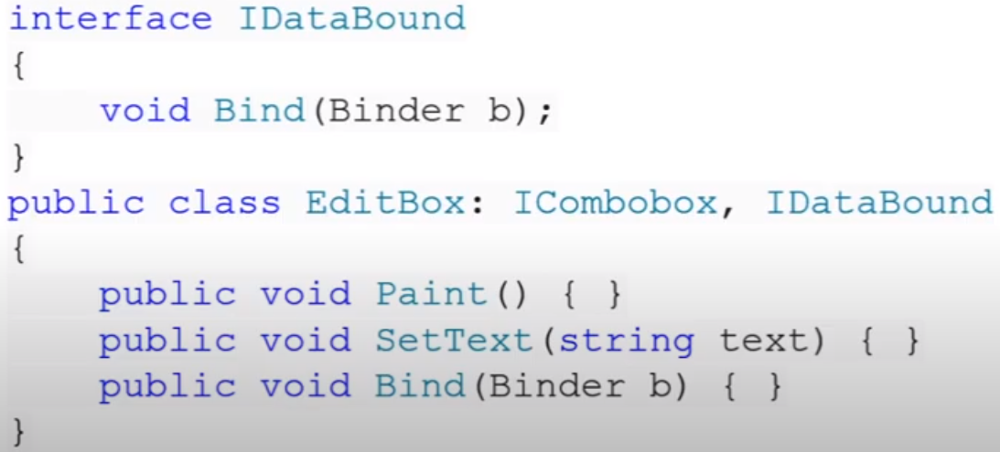 interface IDataBound
{
    void Bind(Binder b);
}
public class EditBox: ICombobox, IDataBound
{
    public void Paint() { }
    public void SetText(string text) { }
    public void Bind(Binder b) { }
}